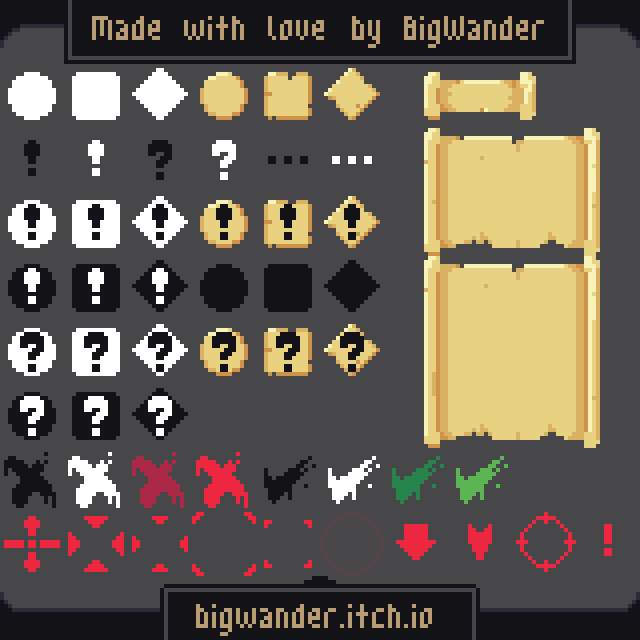 Made with love by BigWander
! ! ? ? ... ...
! ! ! ! ! !
! ! !
? ? ? ? ? ?
? ? ?
!
bigwander.itch.io